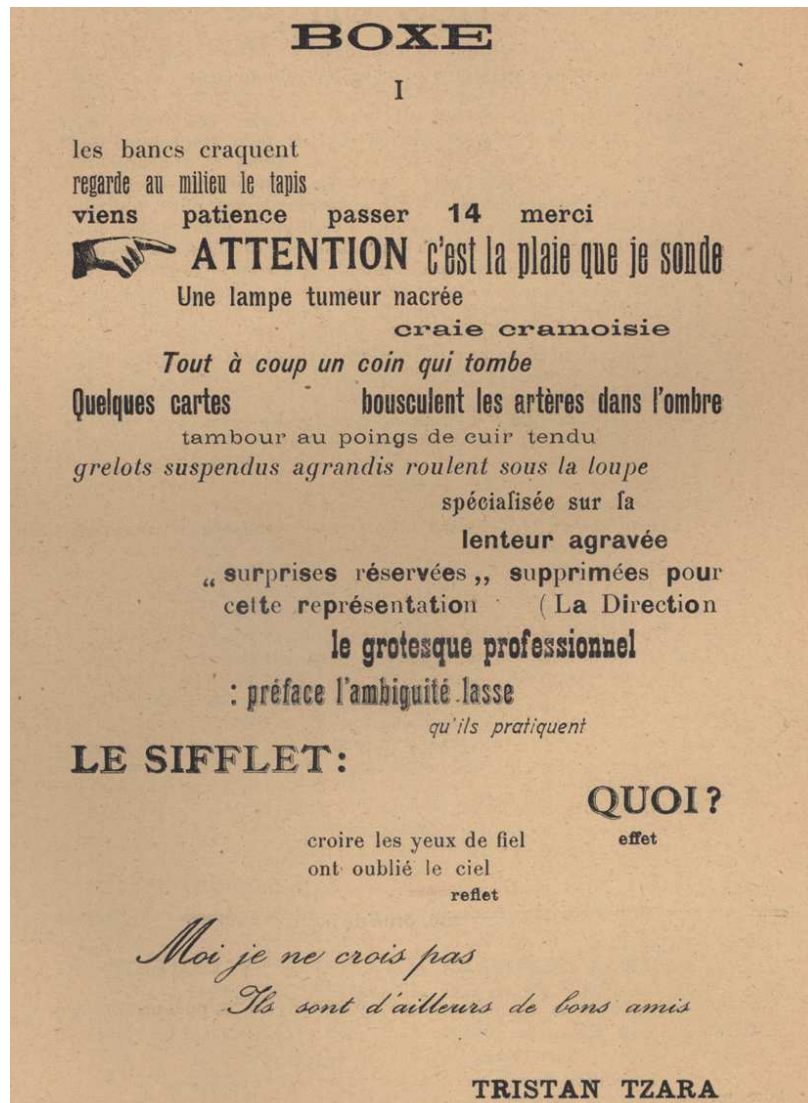 BOXE
I
les bancs craquent
regarde au milieu le tapis
viens patience passer 14 merci
ATTENTION c'est la plaie que je sonde
Une lampe tumeur nacrée
craie cramoisie
Tout à coup un coin qui tombe
Quelques cartes bousculent les artères dans l'ombre
tambour au poings de cuir tendu
grelots suspendus agrandis roulent sous la loupe
spécialisée sur la
lenteur agravée
„ surprises réservées ,, supprimées pour
cette représentation (La Direction
le grotesque professionnel
: préface l'ambiguité lasse
qu'ils pratiquent
LE SIFFLET:
QUOI?
croire les yeux de fiel effet
ont oublié le ciel
reflet
Moi je ne crois pas
Ils sont d'ailleurs de bons amis
TRISTAN TZARA